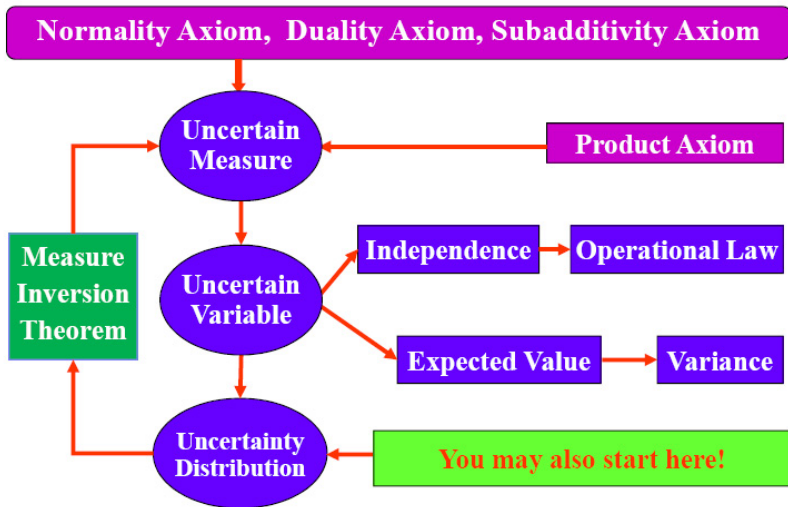 Normality Axiom, Duality Axiom, Subadditivity Axiom
Uncertain
Measure
Product Axiom
Measure
Inversion
Theorem
Uncertain
Variable
Independence
Operational Law
Expected Value
Variance
Uncertainty
Distribution
You may also start here!